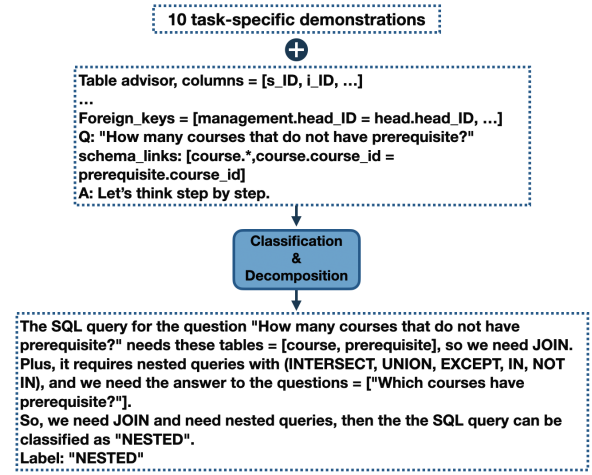 10 task-specific demonstrations
+
Table advisor, columns = [s_ID, i_ID, ...]
...
Foreign_keys = [management.head_ID = head.head_ID, ...]
Q: "How many courses that do not have prerequisite?"
schema_links: [course.*,course.course_id =
prerequisite.course_id]
A: Let's think step by step.
Classification
&
Decomposition
The SQL query for the question "How many courses that do not have
prerequisite?" needs these tables = [course, prerequisite], so we need JOIN.
Plus, it requires nested queries with (INTERSECT, UNION, EXCEPT, IN, NOT
IN), and we need the answer to the questions = ["Which courses have
prerequisite?"].
So, we need JOIN and need nested queries, then the the SQL query can be
classified as "NESTED".
Label: "NESTED"